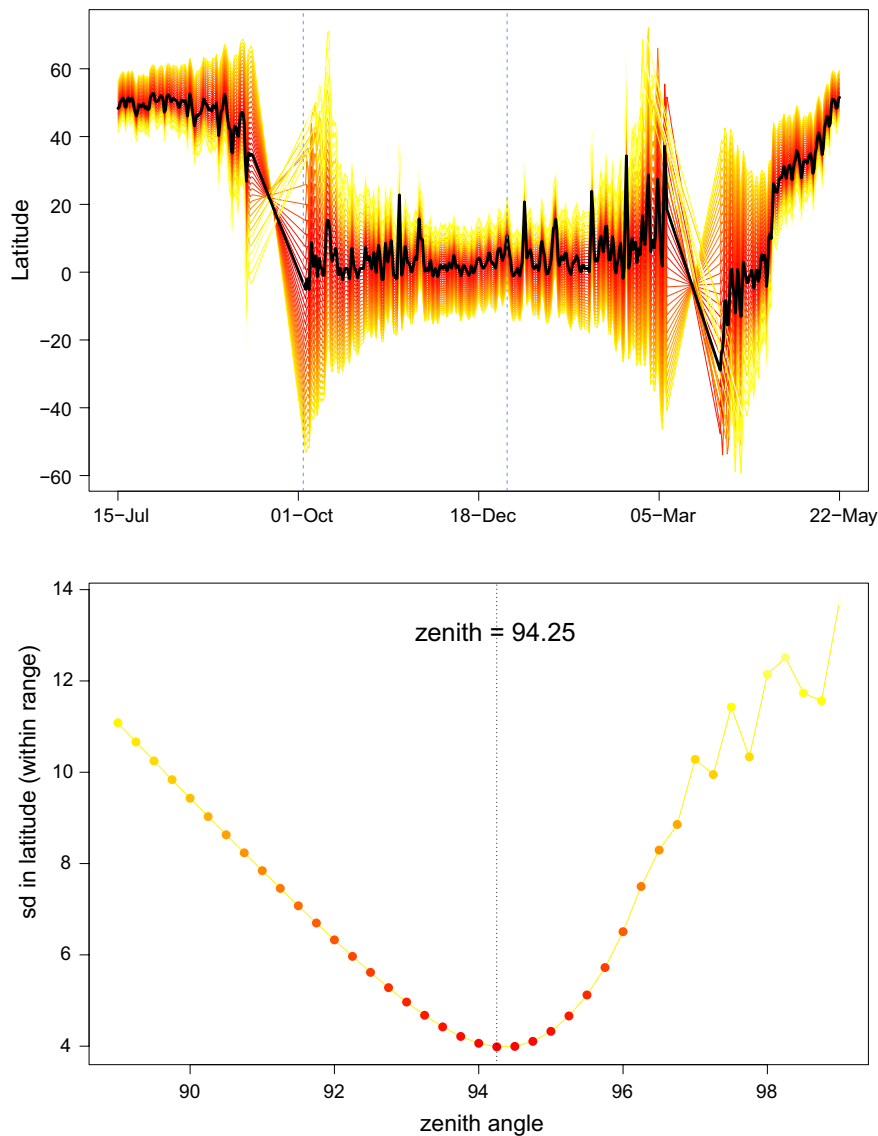 60
40
20
0
−20
−40
−60
Latitude
15−Jul 01−Oct 18−Dec 05−Mar 22−May
14
12
10
8
6
4
sd in latitude (within range)
zenith = 94.25
90 92 94 96 98
zenith angle